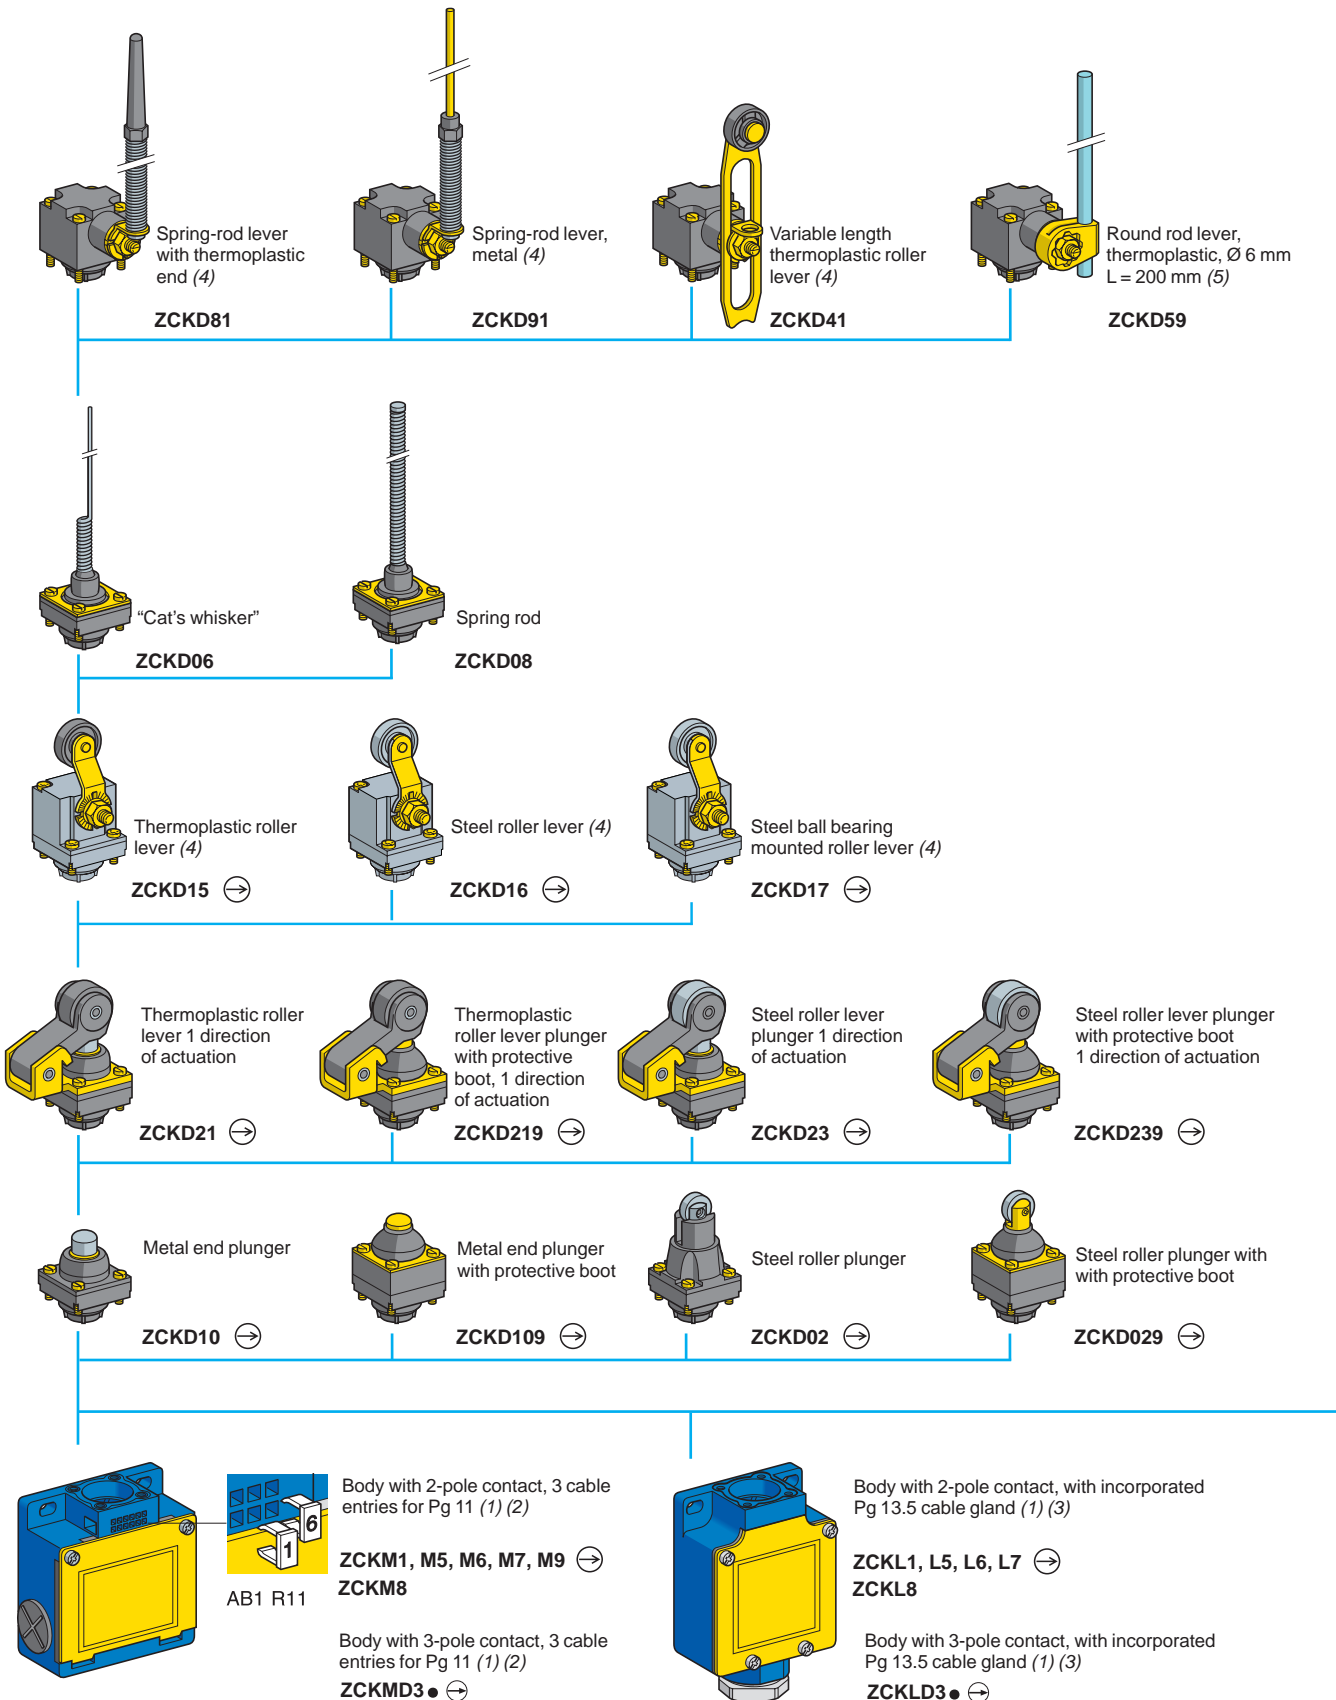 Spring-rod lever
with thermoplastic
end (4)
ZCKD81
Spring-rod lever,
metal (4)
ZCKD91
Variable length
thermoplastic roller
lever (4)
ZCKD41
Round rod lever,
thermoplastic, Ø 6 mm
L = 200 mm (5)
ZCKD59
“Cat's whisker”
ZCKD06
Spring rod
ZCKD08
Thermoplastic roller
lever (4)
ZCKD15
Steel roller lever (4)
ZCKD16
Steel ball bearing
mounted roller lever (4)
ZCKD17
Thermoplastic roller
lever 1 direction
of actuation
ZCKD21
Thermoplastic
roller lever plunger
with protective
boot, 1 direction
of actuation
ZCKD219
Steel roller lever
plunger 1 direction
of actuation
ZCKD23
Steel roller lever plunger
with protective boot
1 direction of actuation
ZCKD239
Metal end plunger
ZCKD10
Metal end plunger
with protective boot
ZCKD109
Steel roller plunger
ZCKD02
Steel roller plunger with
with protective boot
ZCKD029
6
1
AB1 R11
Body with 2-pole contact, 3 cable
entries for Pg 11 (1) (2)
ZCKM1, M5, M6, M7, M9
ZCKM8
Body with 3-pole contact, 3 cable
entries for Pg 11 (1) (2)
ZCKMD3●
Body with 2-pole contact, with incorporated
Pg 13.5 cable gland (1) (3)
ZCKL1, L5, L6, L7
ZCKL8
Body with 3-pole contact, with incorporated
Pg 13.5 cable gland (1) (3)
ZCKLD3●